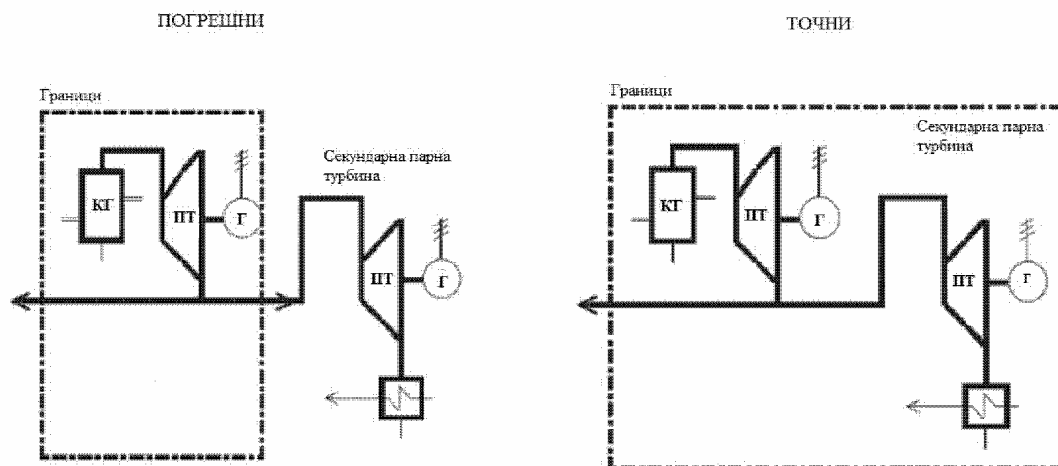 ПОГРЕШНИ
ТОЧНИ
Граници
Секундарна парна
турбина
КГ
ПТ
Г
ПТ
Г
Граници
Секундарна парна
турбина
КГ
ПТ
Г
ПТ
Г